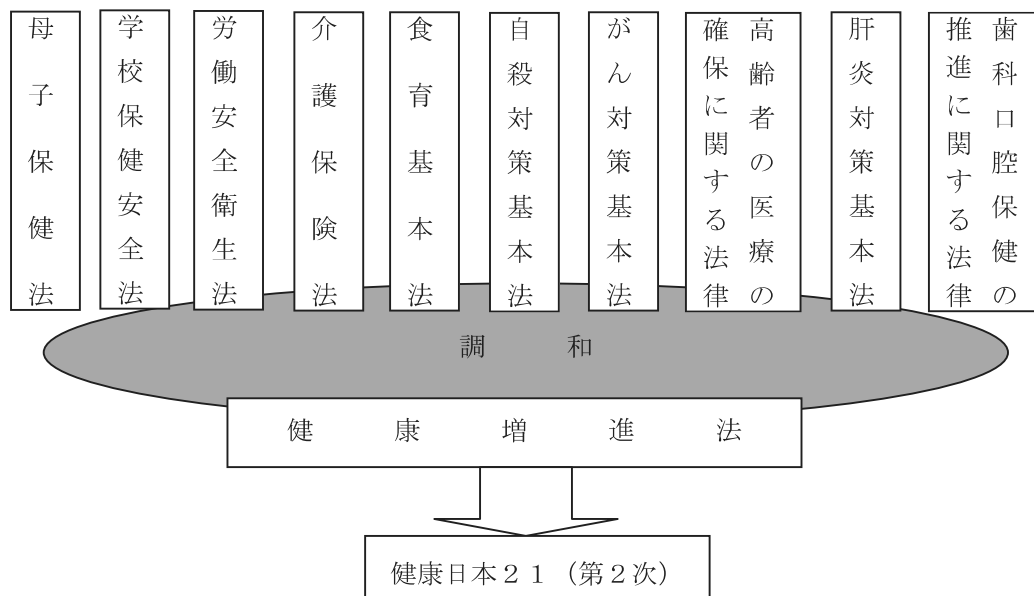 母子保健法
学校保健安全法
労働安全衛生法
介護保険法
食育基本法
自殺対策基本法
がん対策基本法
高齢者の医療の
確保に関する法律
肝炎対策基本法
歯科口腔保健の
推進に関する法律
調和
健康増進法
健康日本２１（第２次）